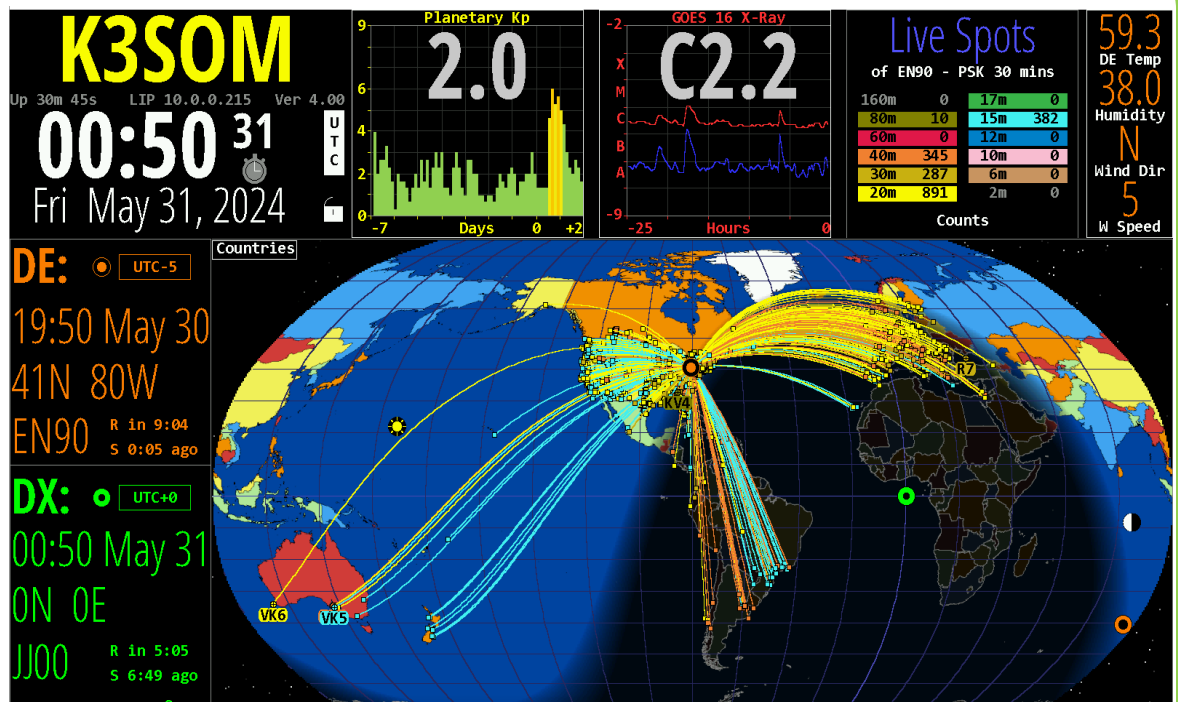 K3SOM
Up 30m 45s LIP 10.0.0.215 Ver 4.00
00:50 31
UTC
Fri May 31, 2024
Planetary Kp
2.0
9
6
4
2
0
-7 Days 0 +2
GOES 16 X-Ray
C2.2
-2
X
M
C
B
A
-9
-25 Hours 0
Live Spots
of EN90 - PSK 30 mins
160m 0 17m 0
80m 10 15m 382
60m 0 12m 0
40m 345 10m 0
30m 287 6m 0
20m 891 2m 0
Counts
59.3
DE Temp
38.0
Humidity
N
Wind Dir
5
W Speed
DE: UTC-5
19:50 May 30
41N 80W
EN90
R in 9:04
S 0:05 ago
DX: UTC+0
00:50 May 31
0N 0E
JJ00
R in 5:05
S 6:49 ago
Countries
R7
KV4
VK6
VK5